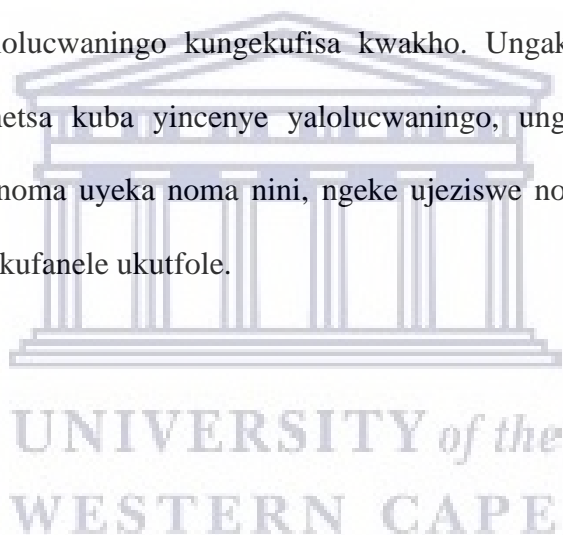 olucwaningo kungekufisa kwakho. Ungak
etsa kuba yincenye yalolucwaningo, ung
noma uyeka noma nini, ngeke ujeziswe no
kufanele ukutfole.
UNIVERSITY of the
WESTERN CAPE